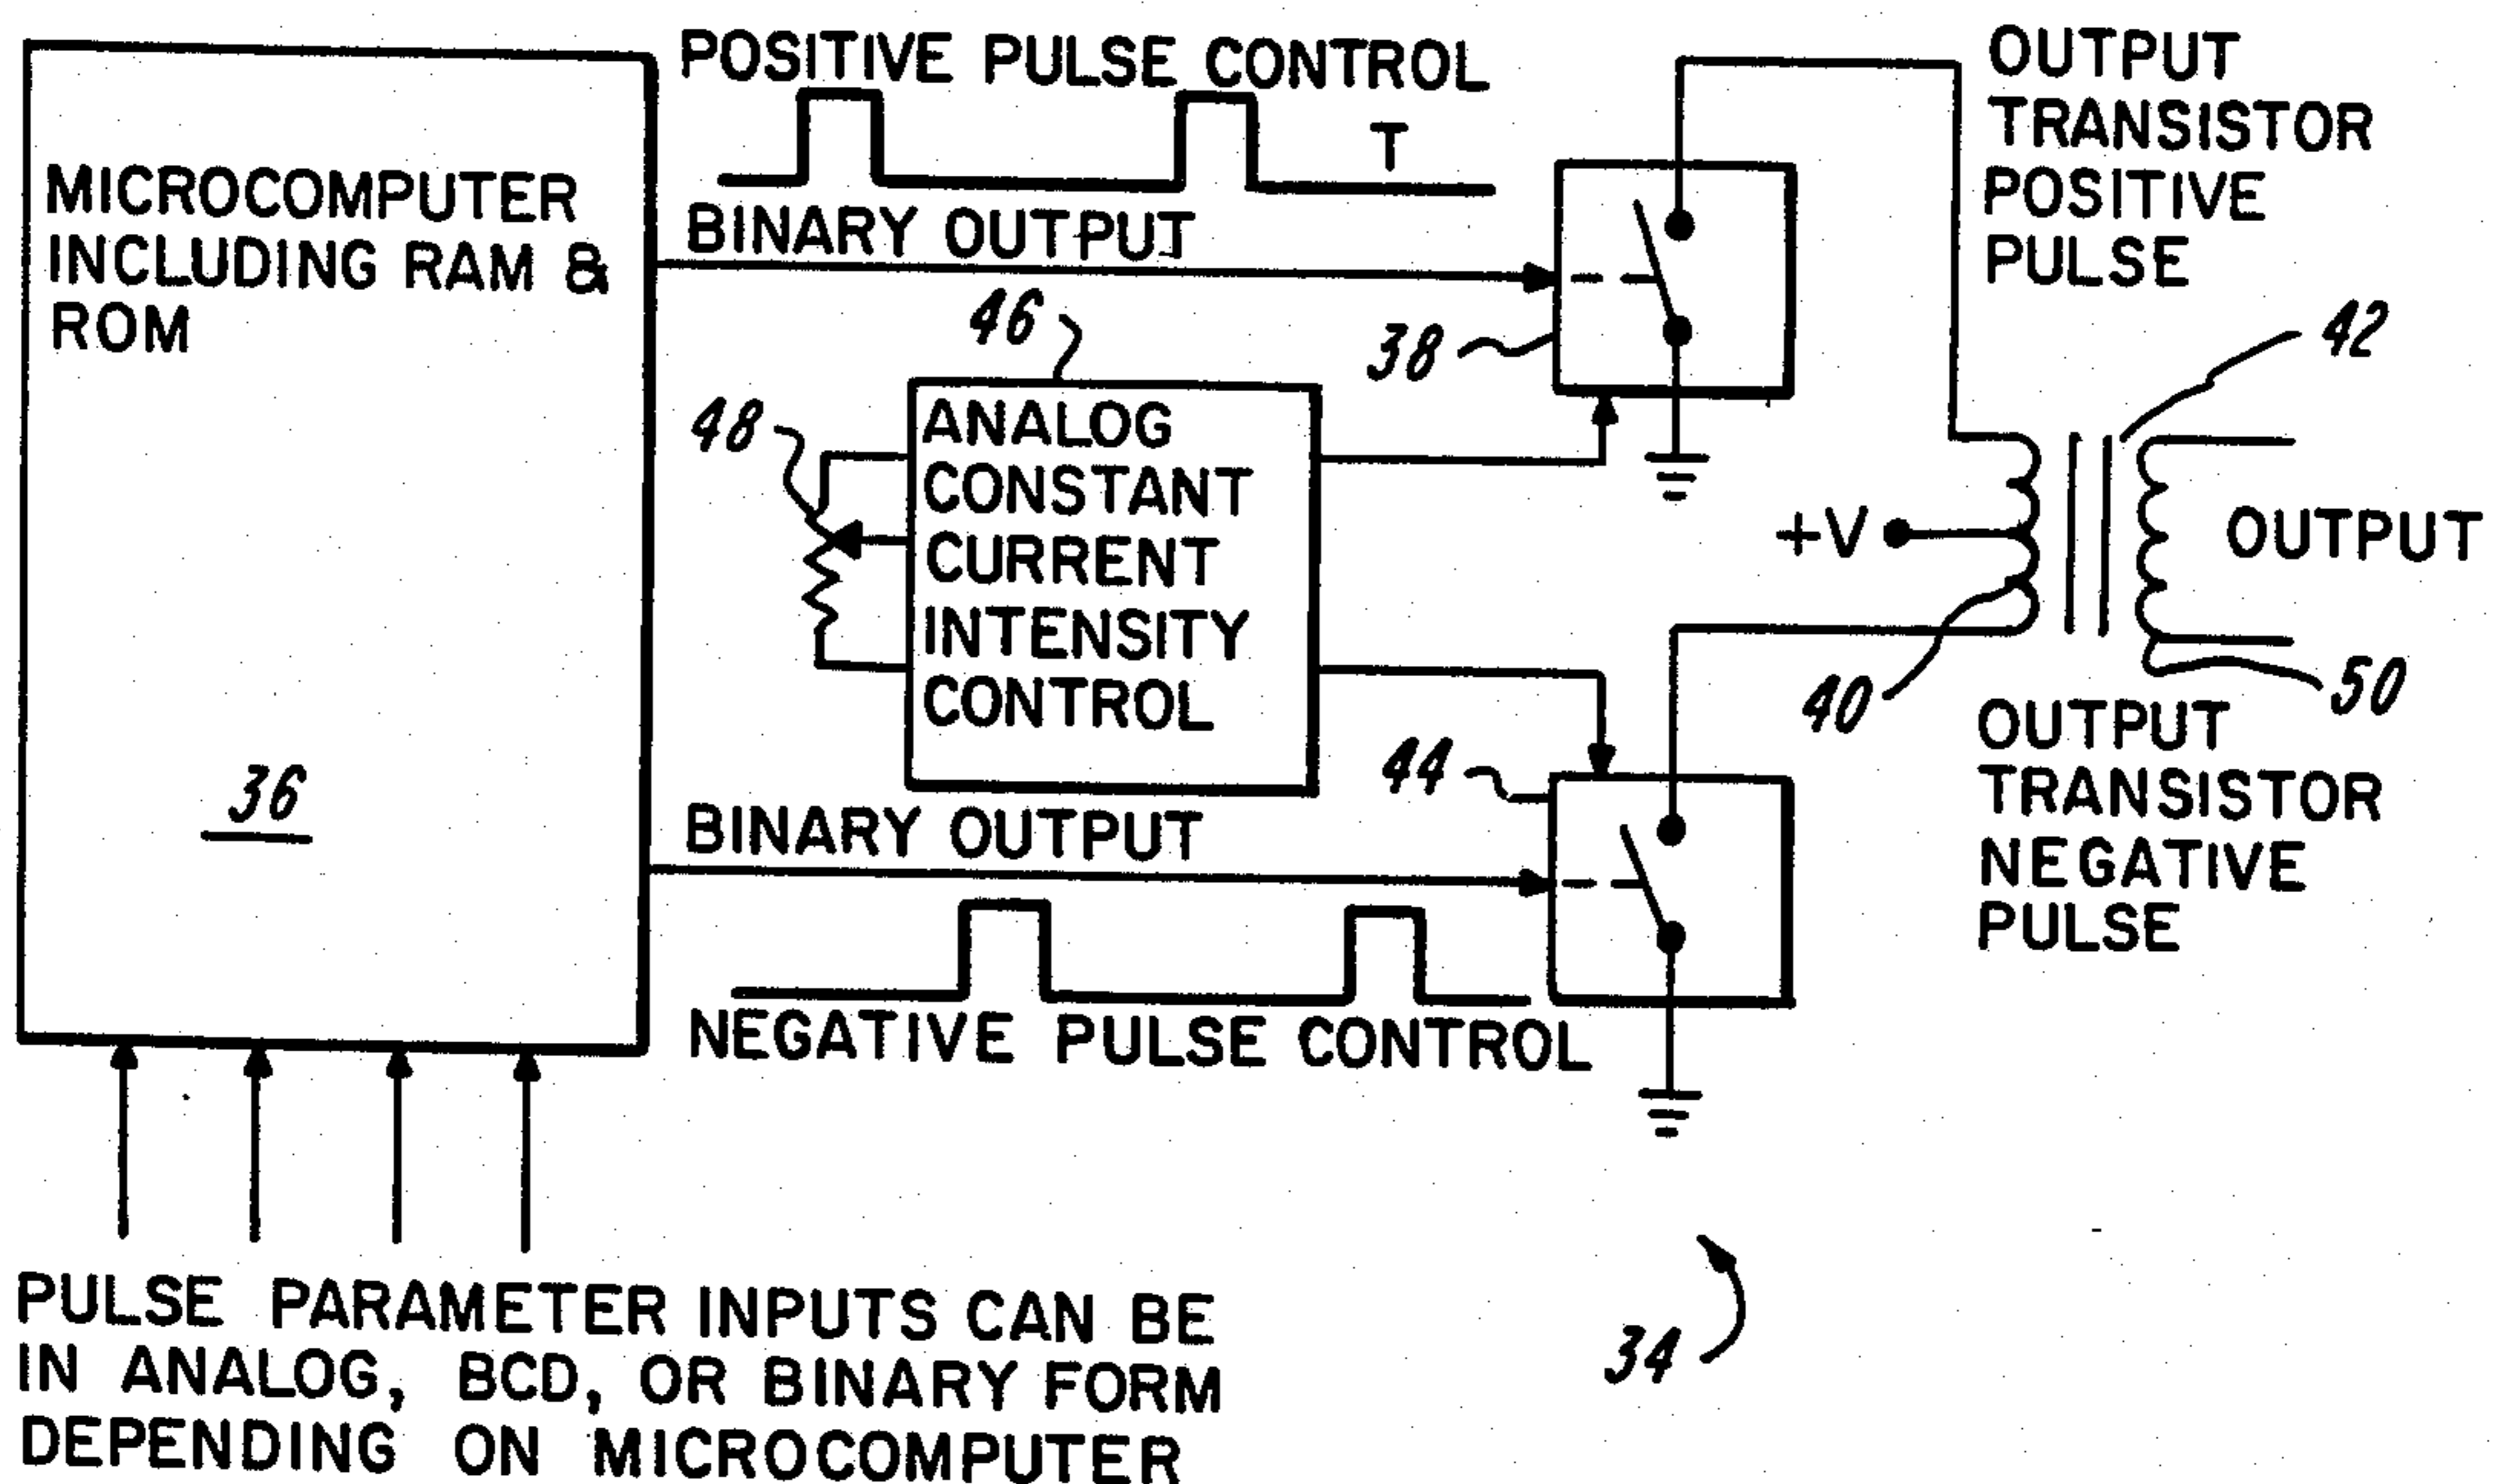 POSITIVE PULSE CONTROL
T
MICROCOMPUTER
INCLUDING RAM &
ROM
36
BINARY OUTPUT
46
48
ANALOG
CONSTANT
CURRENT
INTENSITY
CONTROL
38
OUTPUT
TRANSISTOR
POSITIVE
PULSE
42
+V
OUTPUT
40
50
44
BINARY OUTPUT
NEGATIVE PULSE CONTROL
OUTPUT
TRANSISTOR
NEGATIVE
PULSE
34
PULSE PARAMETER INPUTS CAN BE
IN ANALOG, BCD, OR BINARY FORM
DEPENDING ON MICROCOMPUTER